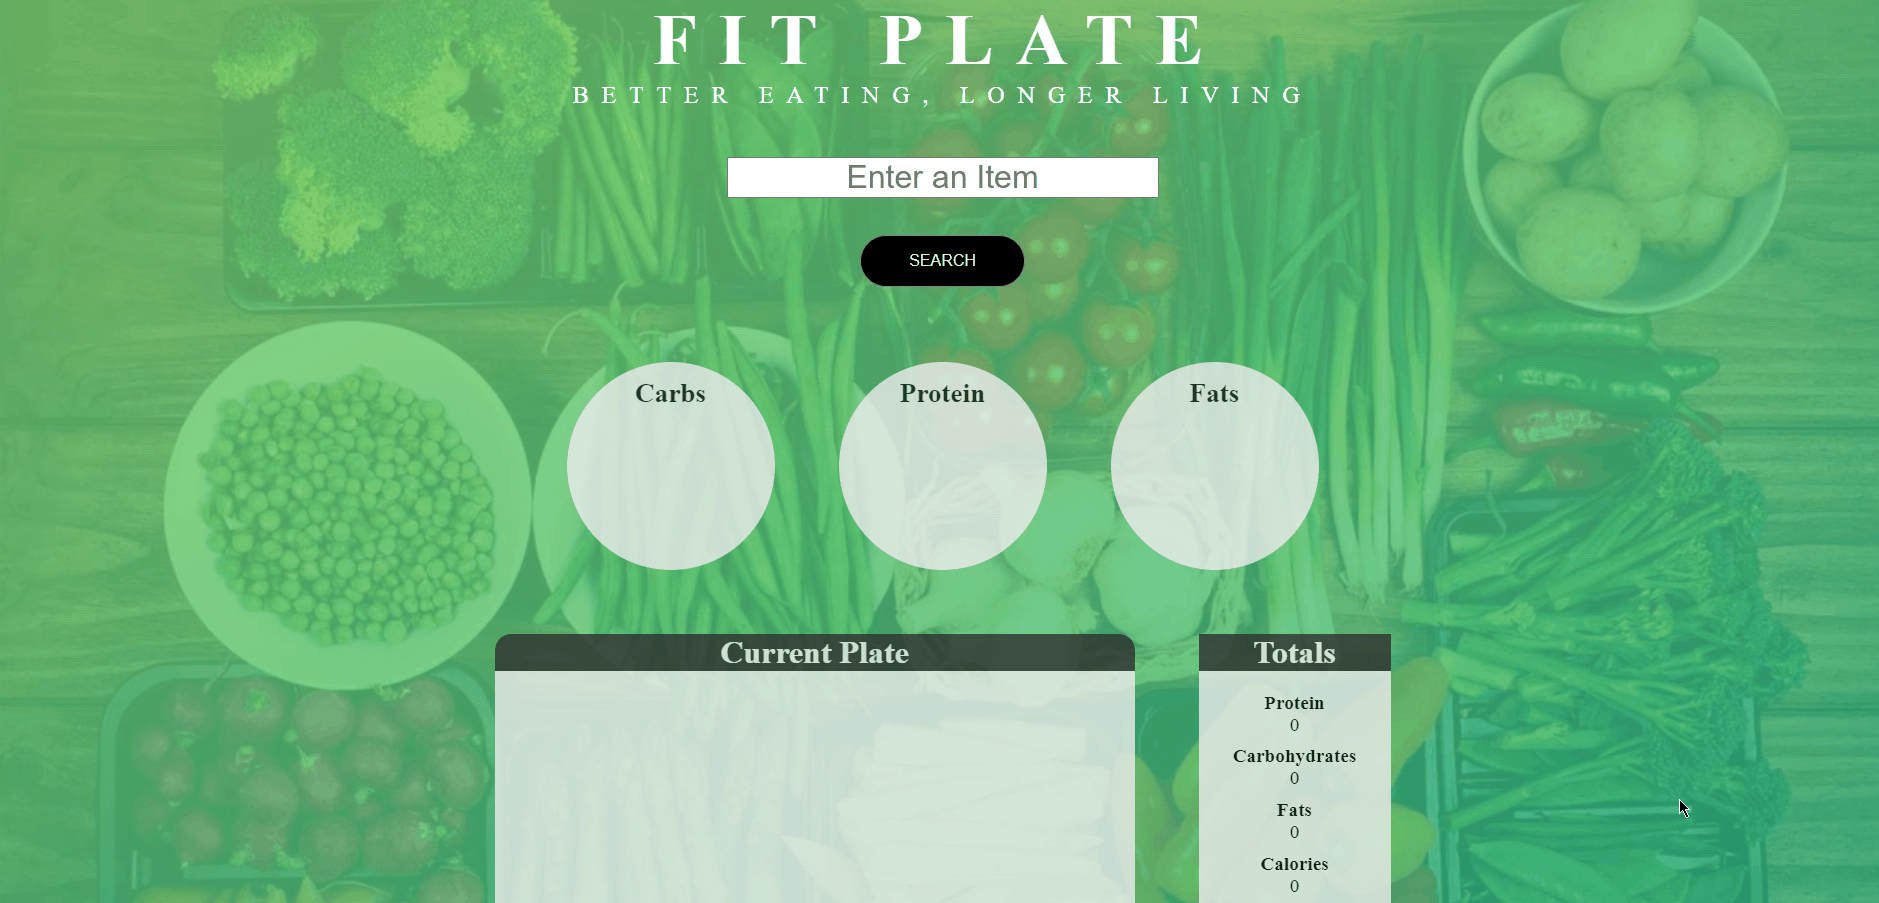 FIT PLATE
BETTER EATING, LONGER LIVING
Enter an Item
SEARCH
Carbs
Protein
Fats
Current Plate
Totals
Protein
0
Carbohydrates
0
Fats
0
Calories
0